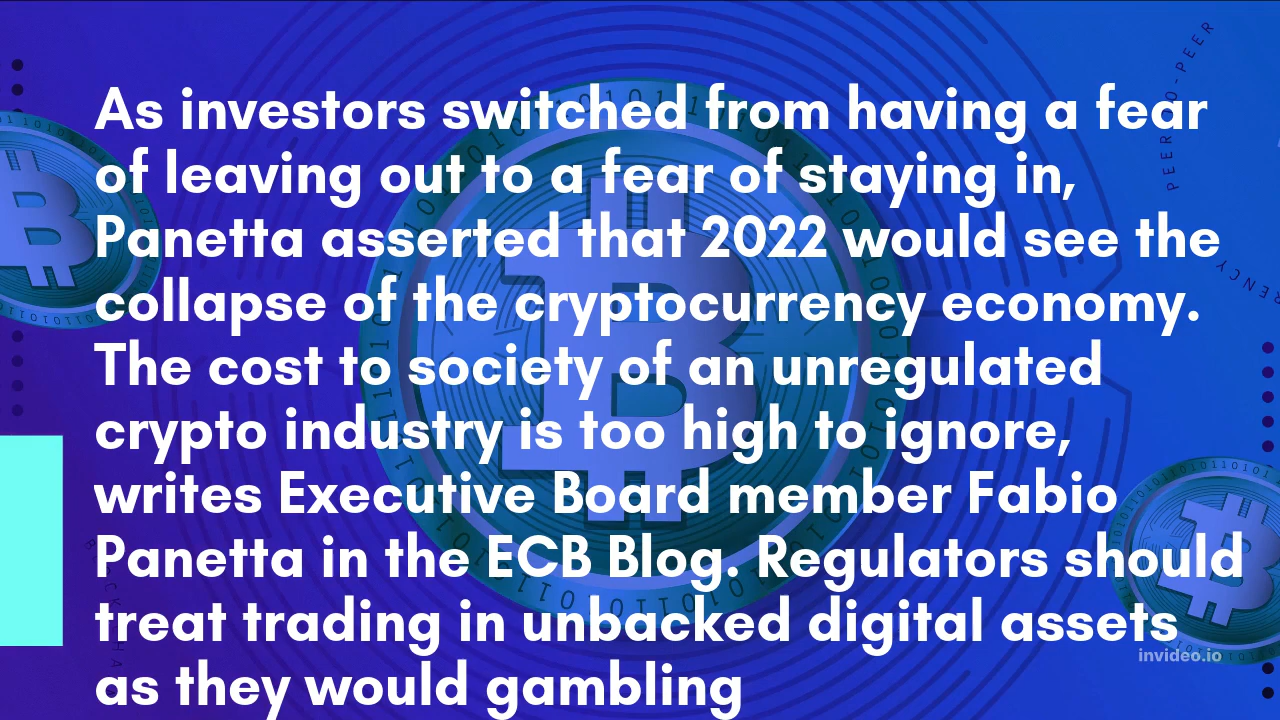 As investors switched from having a fear
of leaving out to a fear of staying in,
Panetta asserted that 2022 would see the
collapse of the cryptocurrency economy.
The cost to society of an unregulated
crypto industry is too high to ignore,
writes Executive Board member Fabio
Panetta in the ECB Blog. Regulators should
treat trading in unbacked digital assets
as they would gambling
invideo.io